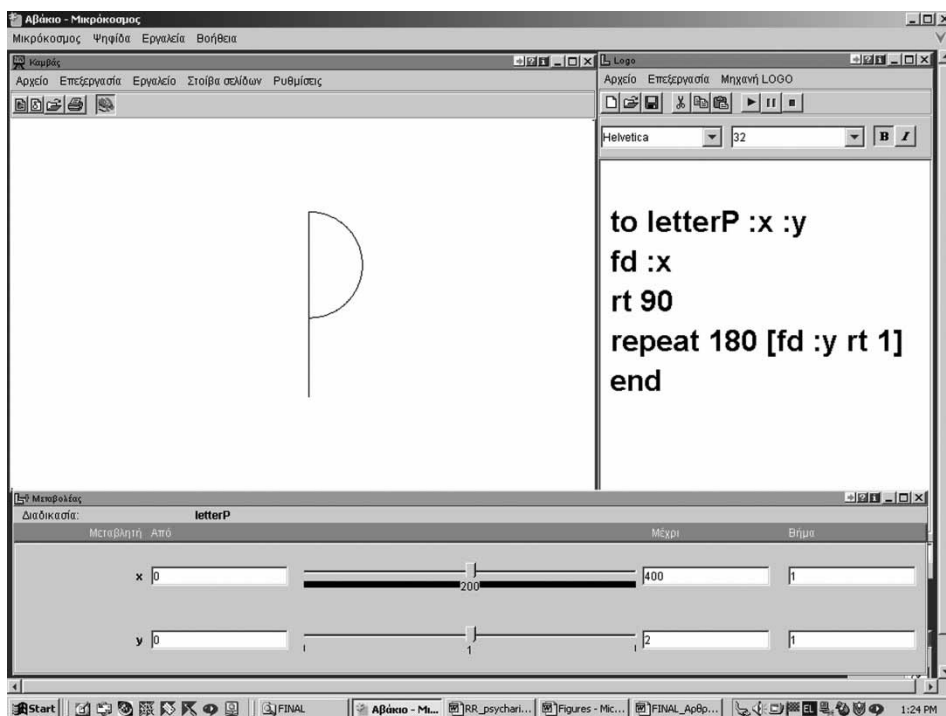 Αβάκιο - Μικρόκοσμος
Μικρόκοσμος Ψηφίδα Εργαλεία Βοήθεια
Καμβάς
Αρχείο Επεξεργασία Εργαλείο Στοίβα σελίδων Ρυθμίσεις
Logo
Αρχείο Επεξεργασία Μηχανή LOGO
Helvetica 32 B I
to letterP :x :y
fd :x
rt 90
repeat 180 [fd :y rt 1]
end
Μεταβολέας
Διαδικασία: letterP
Μεταβλητή Από Μέχρι Βήμα
x 0 200 400 1
y 0 1 2 1
Start FINAL Αβάκιο - Μι... RR_psychari... Figures - Mic... FINAL_Αρθρ... EL 1:24 PM